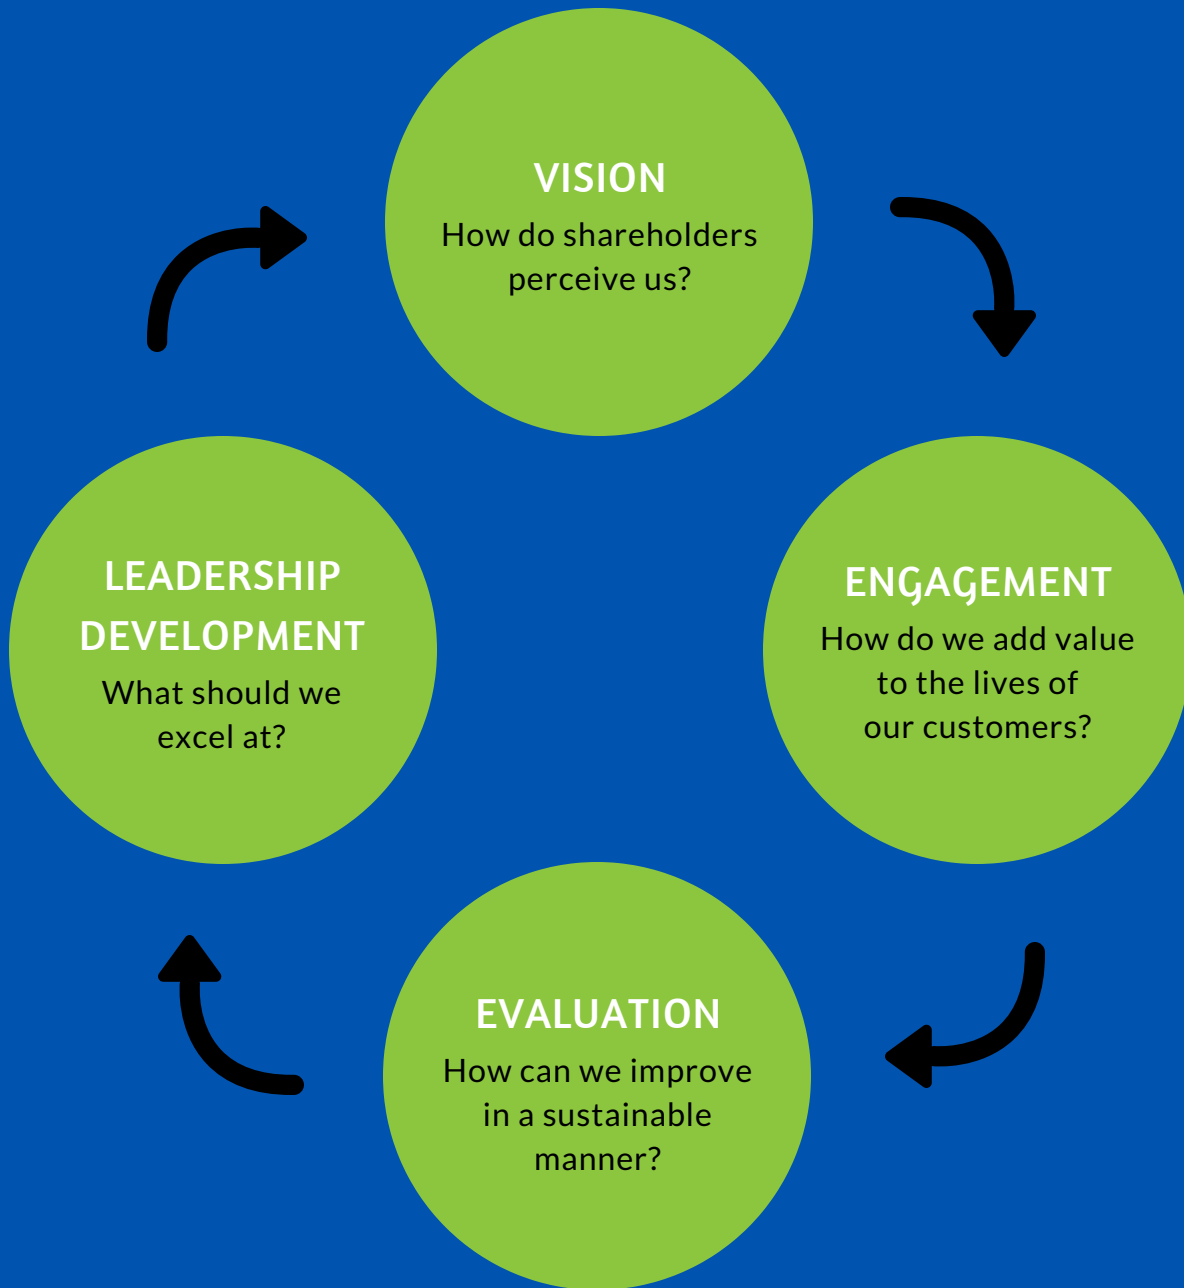 VISION
How do shareholders
perceive us?
ENGAGEMENT
How do we add value
to the lives of
our customers?
EVALUATION
How can we improve
in a sustainable
manner?
LEADERSHIP
DEVELOPMENT
What should we
excel at?